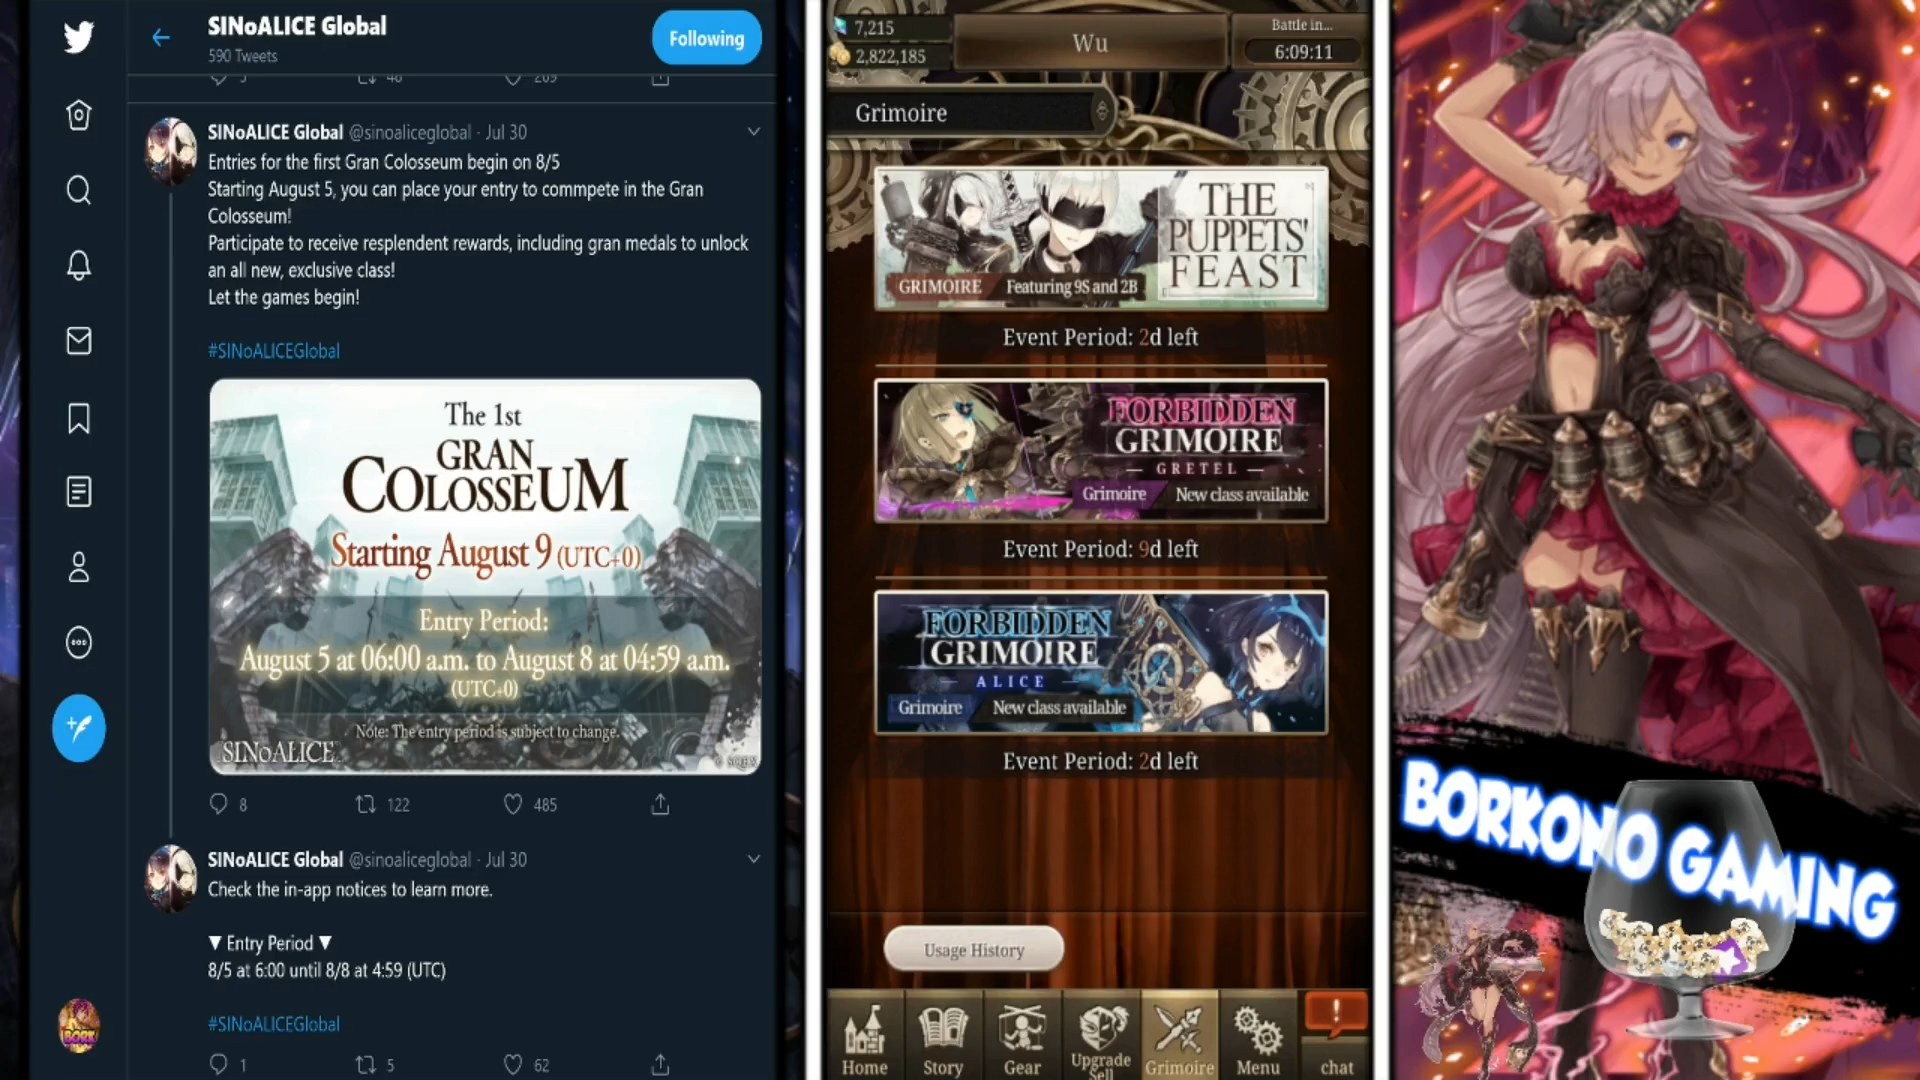 SINoALICE Global
590 Tweets
Following
5 48 269
SINoALICE Global @sinoaliceglobal · Jul 30
Entries for the first Gran Colosseum begin on 8/5
Starting August 5, you can place your entry to commpete in the Gran
Colosseum!
Participate to receive resplendent rewards, including gran medals to unlock
an all new, exclusive class!
Let the games begin!
#SINoALICEGlobal
The 1st
GRAN
COLOSSEUM
Starting August 9 (UTC+0)
Entry Period:
August 5 at 06:00 a.m. to August 8 at 04:59 a.m.
(UTC+0)
Note: The entry period is subject to change.
SINoALICE
8 122 485
SINoALICE Global @sinoaliceglobal · Jul 30
Check the in-app notices to learn more.
▼ Entry Period ▼
8/5 at 6:00 until 8/8 at 4:59 (UTC)
#SINoALICEGlobal
1 5 62
BORK
7,215
2,822,185
Wu
Battle in...
6:09:11
Grimoire
THE
PUPPETS'
FEAST
GRIMOIRE Featuring 9S and 2B
Event Period: 2d left
FORBIDDEN
GRIMOIRE
— GRETEL —
Grimoire New class available
Event Period: 9d left
FORBIDDEN
GRIMOIRE
— ALICE —
Grimoire New class available
Event Period: 2d left
Usage History
Home
Story
Gear
Upgrade
Sell
Grimoire
Menu
chat
BORKONO GAMING